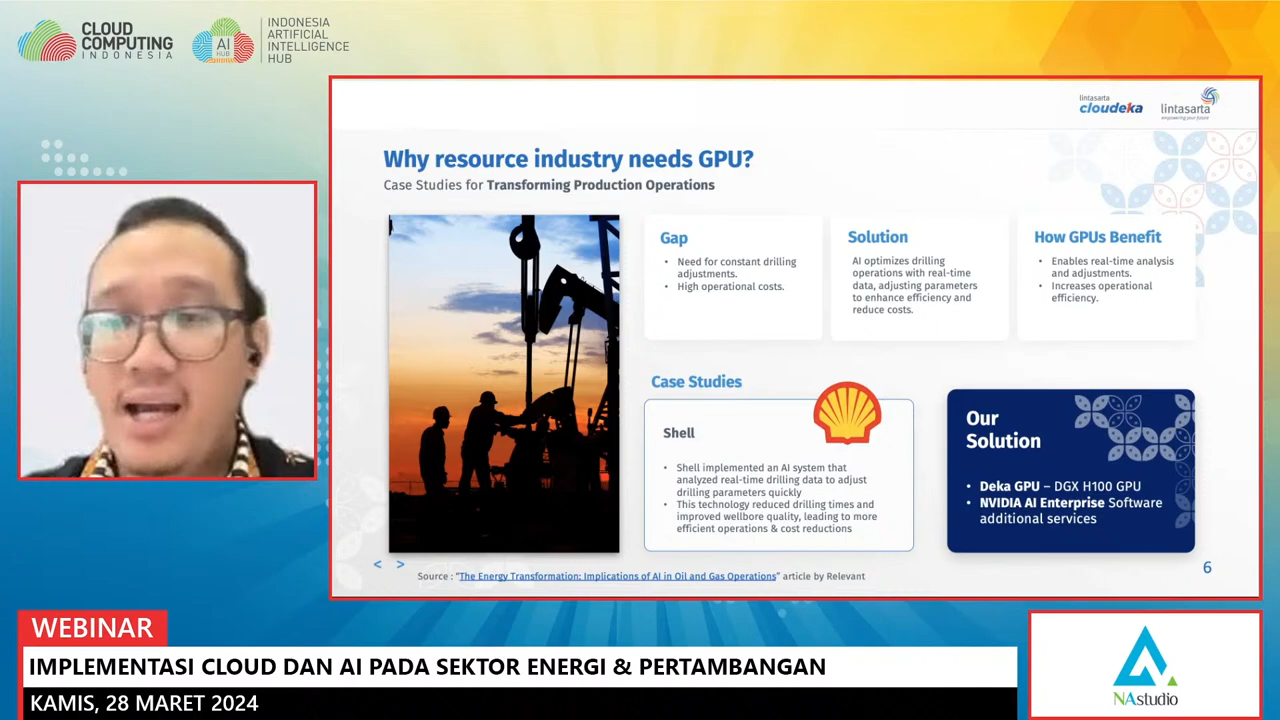 CLOUD
COMPUTING
INDONESIA
AI
HUB
INDONESIA
ARTIFICIAL
INTELLIGENCE
HUB
lintasarta
cloudeka
lintasarta
empowering your future
Why resource industry needs GPU?
Case Studies for Transforming Production Operations
Gap
• Need for constant drilling
adjustments.
• High operational costs.
Solution
AI optimizes drilling
operations with real-time
data, adjusting parameters
to enhance efficiency and
reduce costs.
How GPUs Benefit
• Enables real-time analysis
and adjustments.
• Increases operational
efficiency.
Case Studies
Shell
• Shell implemented an AI system that
analyzed real-time drilling data to adjust
drilling parameters quickly
• This technology reduced drilling times and
improved wellbore quality, leading to more
efficient operations & cost reductions
Our
Solution
• Deka GPU – DGX H100 GPU
• NVIDIA AI Enterprise Software
additional services
< >
Source : “The Energy Transformation: Implications of AI in Oil and Gas Operations” article by Relevant
6
WEBINAR
IMPLEMENTASI CLOUD DAN AI PADA SEKTOR ENERGI & PERTAMBANGAN
KAMIS, 28 MARET 2024
NAstudio